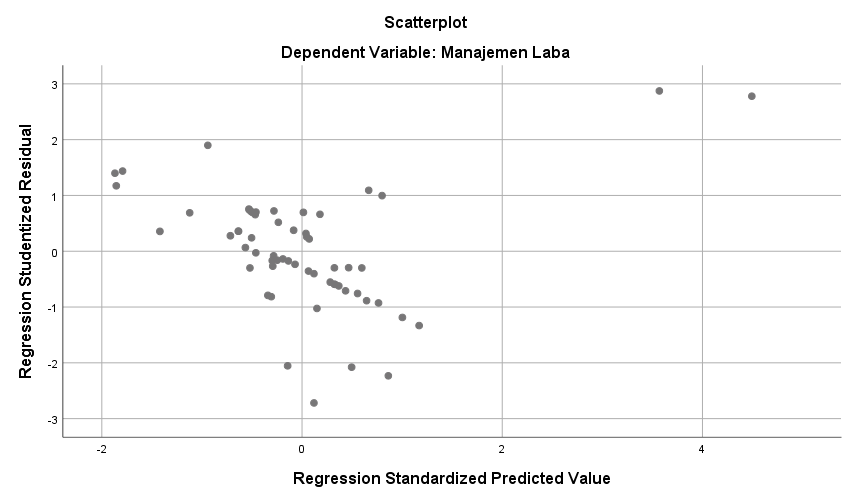 Scatterplot
Dependent Variable: Manajemen Laba
Regression Studentized Residual
3
2
1
0
-1
-2
-3
-2 0 2 4
Regression Standardized Predicted Value